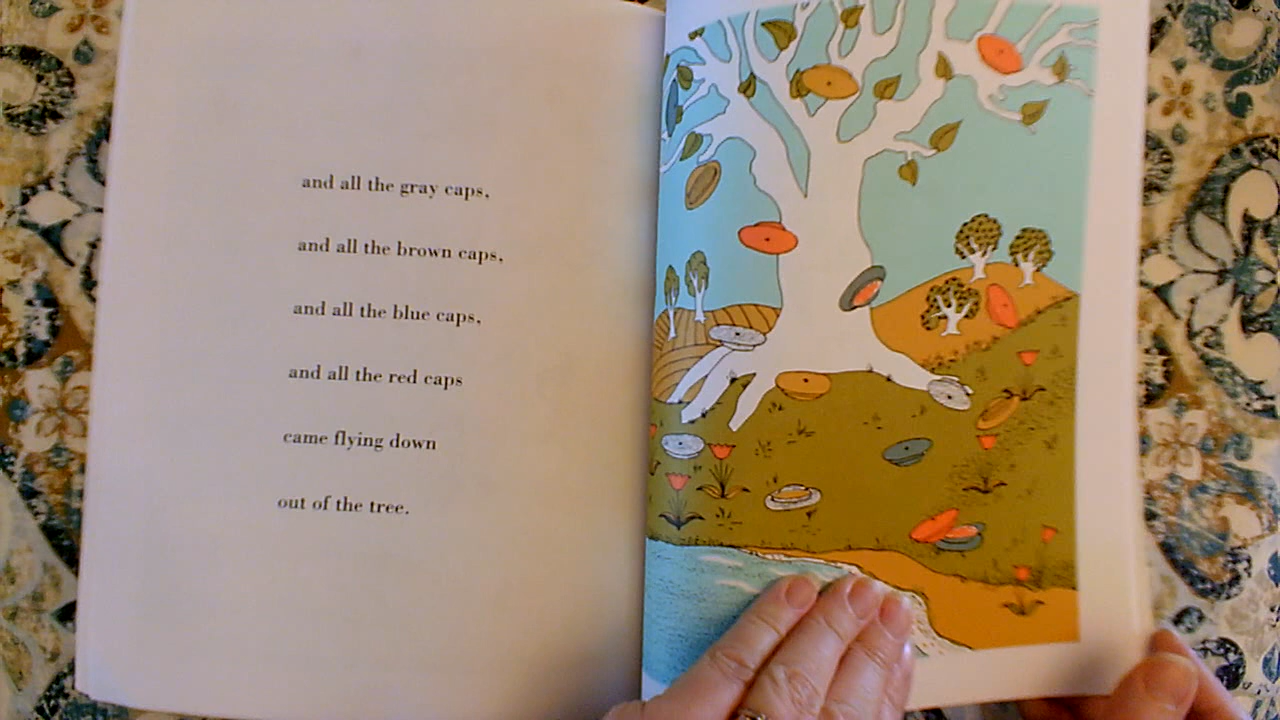 and all the gray caps,
and all the brown caps,
and all the blue caps,
and all the red caps
came flying down
out of the tree.